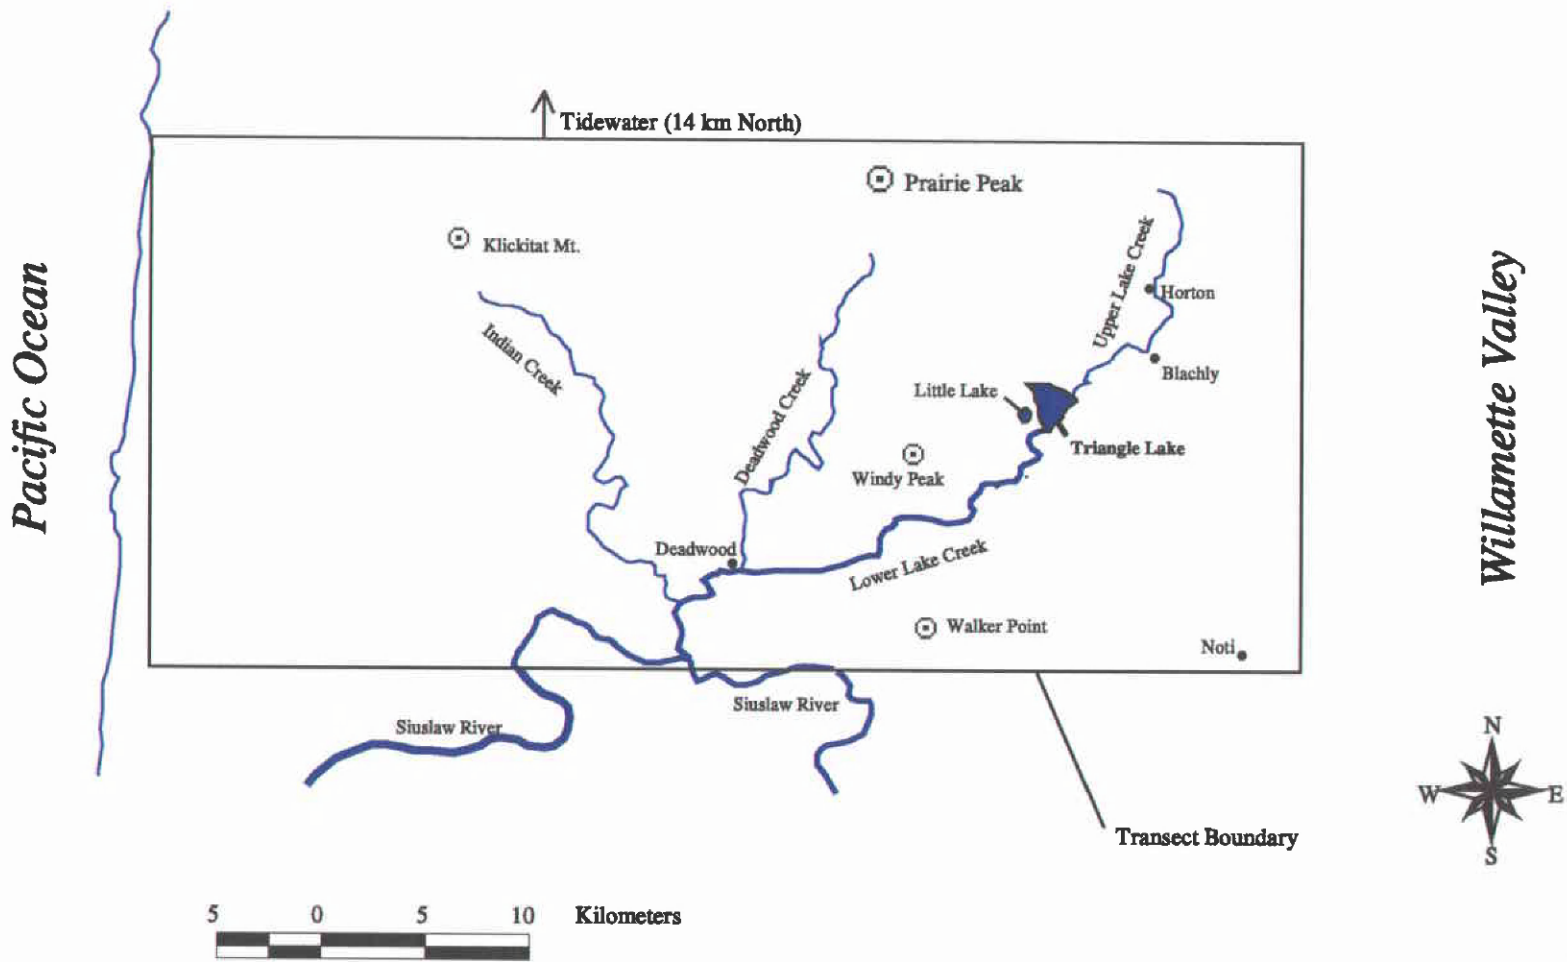 Tidewater (14 km North)
Prairie Peak
Klickitat Mt.
Pacific Ocean
Willamette Valley
Upper Lake Creek
Horton
Indian Creek
Blachly
Deadwood Creek
Little Lake
Triangle Lake
Windy Peak
Deadwood
Lower Lake Creek
Walker Point
Noti
Siuslaw River
Siuslaw River
N
W
E
S
Transect Boundary
5 0 5 10 Kilometers